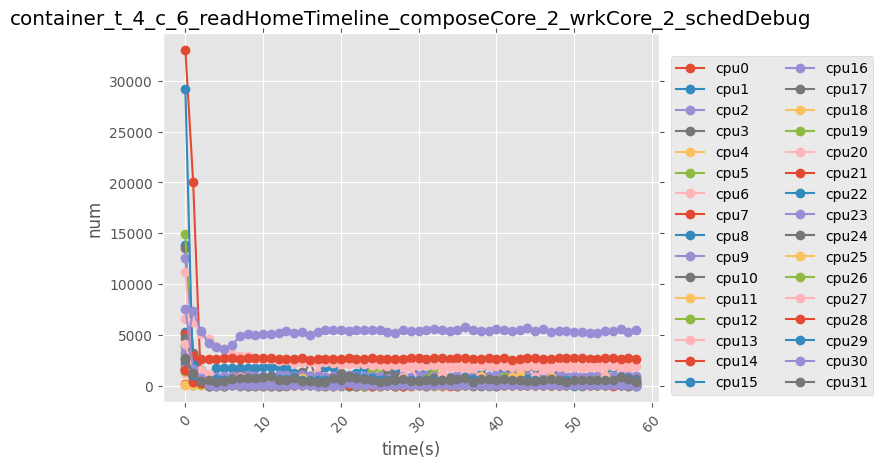 container_t_4_c_6_readHomeTimeline_composeCore_2_wrkCore_2_schedDebug
30000
25000
20000
15000
10000
5000
0
num
0
10
20
30
40
50
60
time(s)
cpu0
cpu1
cpu2
cpu3
cpu4
cpu5
cpu6
cpu7
cpu8
cpu9
cpu10
cpu11
cpu12
cpu13
cpu14
cpu15
cpu16
cpu17
cpu18
cpu19
cpu20
cpu21
cpu22
cpu23
cpu24
cpu25
cpu26
cpu27
cpu28
cpu29
cpu30
cpu31